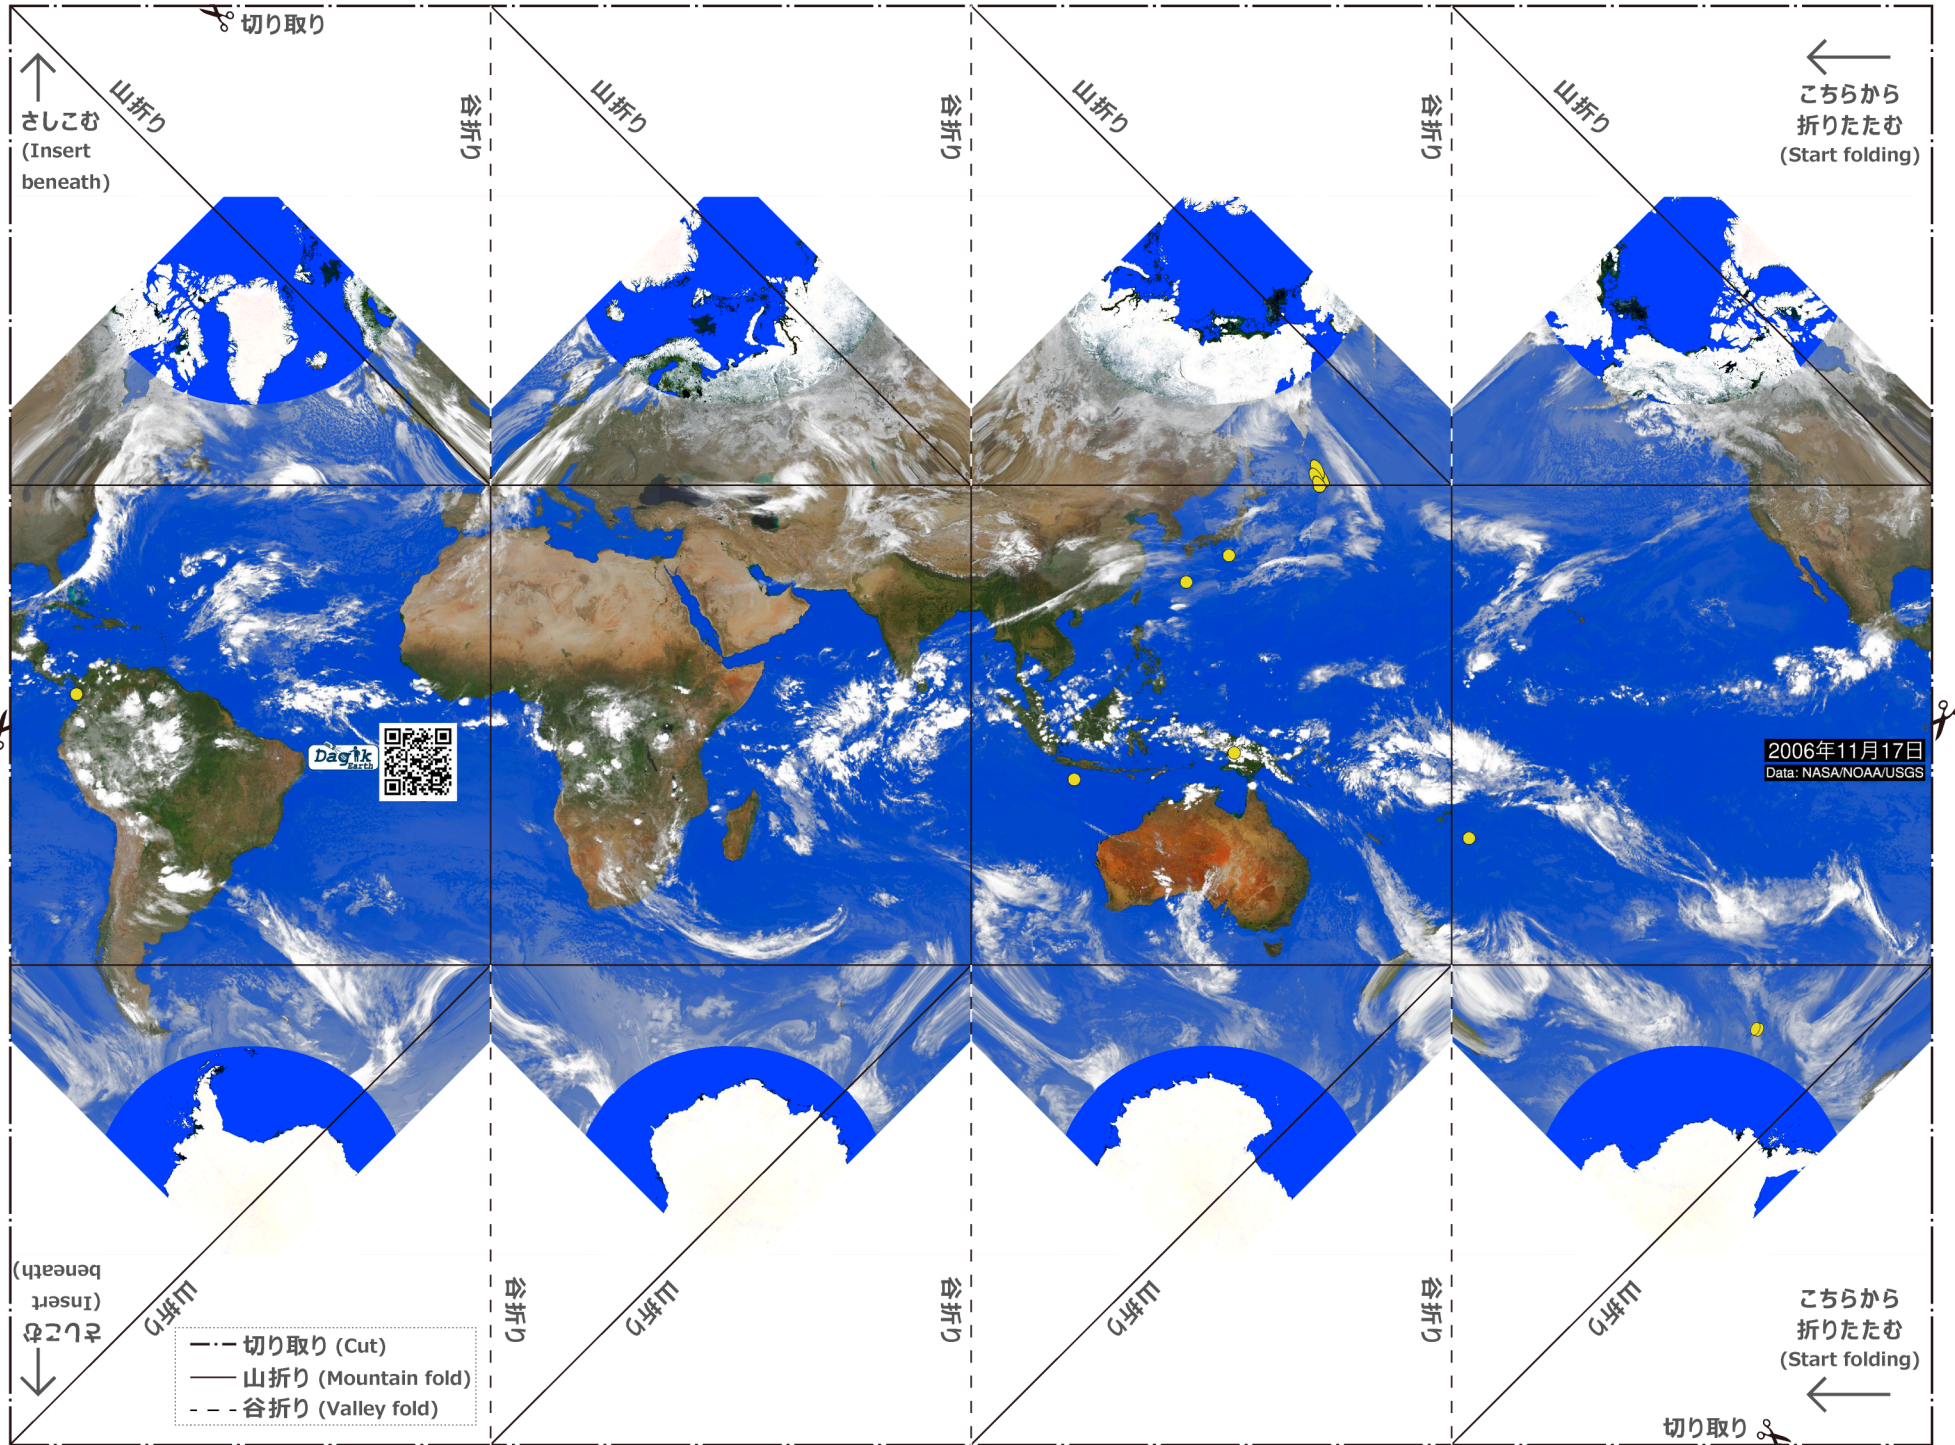 切り取り
さしこむ
(Insert
beneath)
山折り
谷折り
山折り
谷折り
山折り
谷折り
山折り
こちらから
折りたたむ
(Start folding)
Dagik
Earth
2006年11月17日
Data: NASA/NOAA/USGS
さしこむ
(Insert
beneath)
山折り
谷折り
山折り
谷折り
山折り
谷折り
山折り
こちらから
折りたたむ
(Start folding)
切り取り (Cut)
山折り (Mountain fold)
谷折り (Valley fold)
切り取り